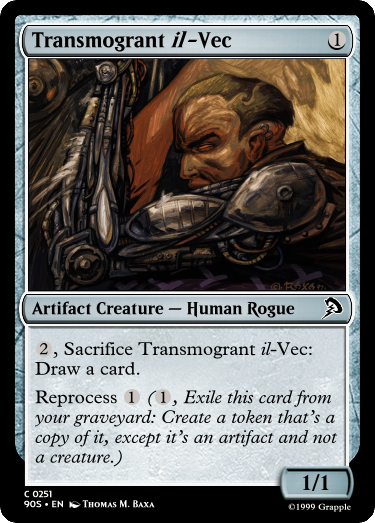 Transmogrant il-Vec 1
Artifact Creature — Human Rogue
2, Sacrifice Transmogrant il-Vec:
Draw a card.
Reprocess 1 (1, Exile this card from
your graveyard: Create a token that's a
copy of it, except it's an artifact and not
a creature.)
1/1
C 0251
90S • EN Thomas M. Baxa
©1999 Grapple